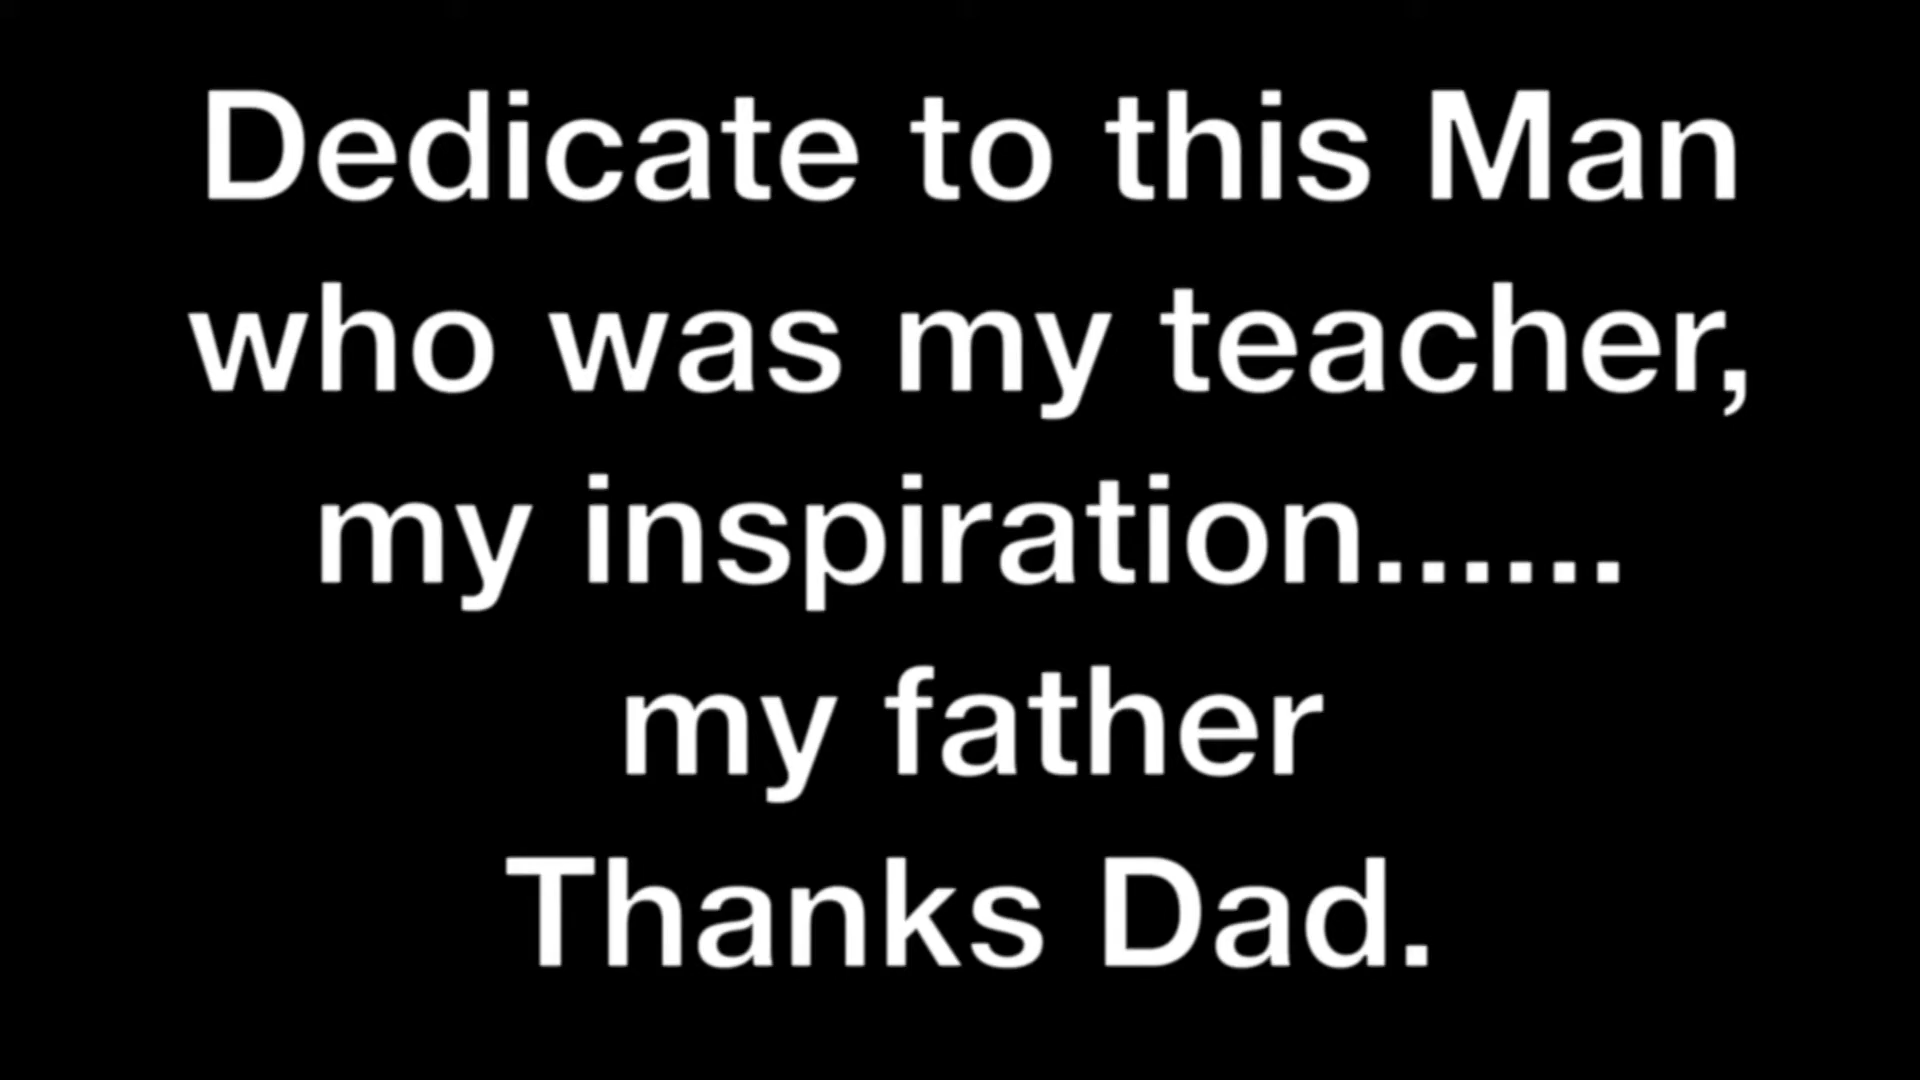 Dedicate to this Man
who was my teacher,
my inspiration......
my father
Thanks Dad.